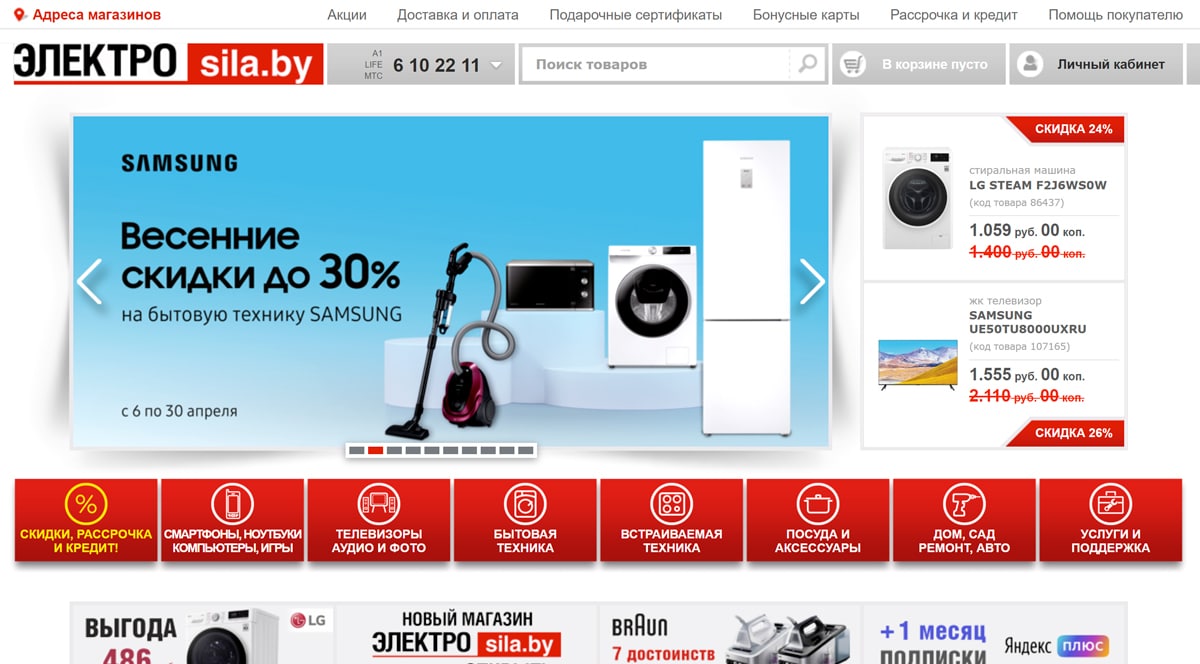 Адреса магазинов
Акции
Доставка и оплата
Подарочные сертификаты
Бонусные карты
Рассрочка и кредит
Помощь покупателю
ЭЛЕКТРО sila.by
A1
LIFE
МТС
6 10 22 11
Поиск товаров
В корзине пусто
Личный кабинет
SAMSUNG
Весенние
скидки до 30%
на бытовую технику SAMSUNG
с 6 по 30 апреля
СКИДКА 24%
стиральная машина
LG STEAM F2J6WS0W
(код товара 86437)
1.059 руб. 00 коп.
1.400 руб. 00 коп.
жк телевизор
SAMSUNG
UE50TU8000UXRU
(код товара 107165)
1.555 руб. 00 коп.
2.110 руб. 00 коп.
СКИДКА 26%
СКИДКИ, РАССРОЧКА
И КРЕДИТ!
СМАРТФОНЫ, НОУТБУКИ
КОМПЬЮТЕРЫ, ИГРЫ
ТЕЛЕВИЗОРЫ
АУДИО И ФОТО
БЫТОВАЯ
ТЕХНИКА
ВСТРАИВАЕМАЯ
ТЕХНИКА
ПОСУДА И
АКСЕССУАРЫ
ДОМ, САД
РЕМОНТ, АВТО
УСЛУГИ И
ПОДДЕРЖКА
ВЫГОДА
486
LG
НОВЫЙ МАГАЗИН
ЭЛЕКТРО sila.by
BRAUN
7 достоинств
+1 месяц
подписки
Яндекс плюс